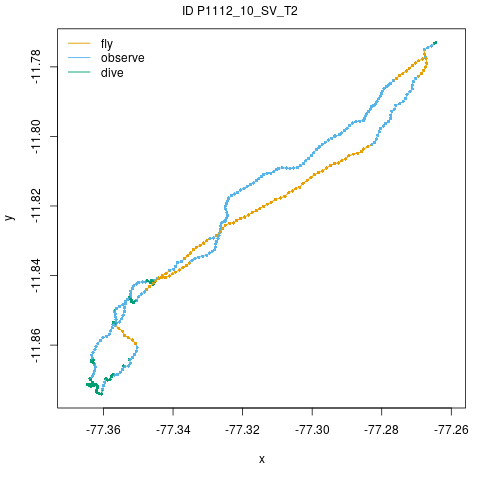 ID P1112_10_SV_T2
fly
observe
dive
-11.78
-11.80
-11.82
-11.84
-11.86
y
-77.36
-77.34
-77.32
-77.30
-77.28
-77.26
x